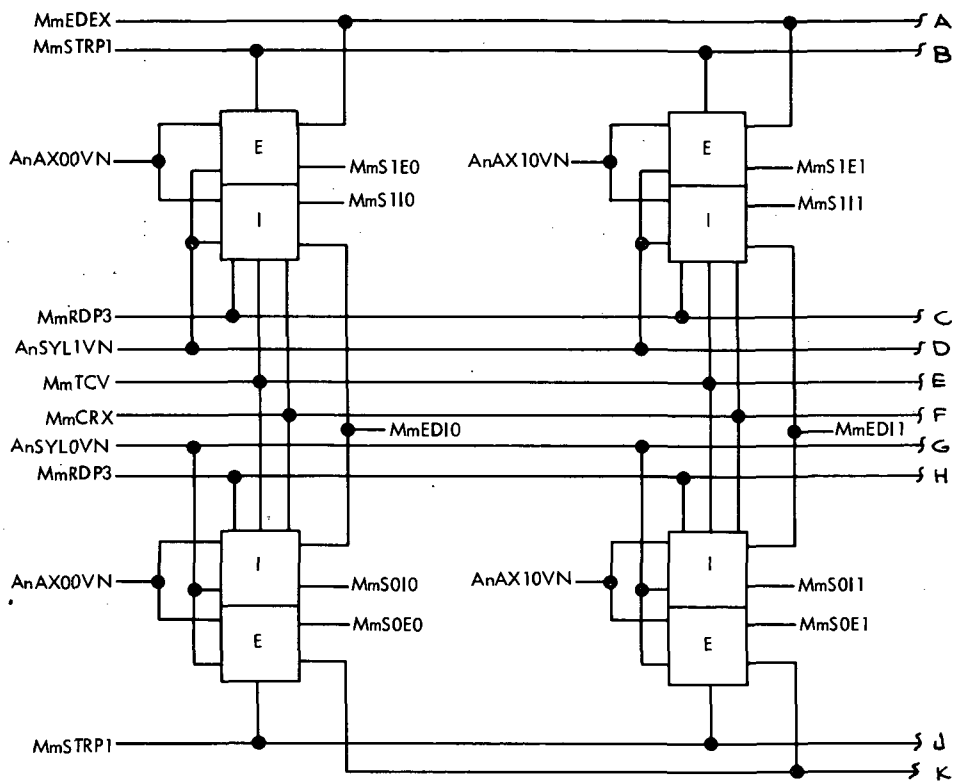 MmEDEX A
MmSTRP1 B
E E
AnAX00VN AnAX10VN
MmS1E0 MmS1E1
MmS1I0 MmS1I1
I I
MmRDP3 C
AnSYL1VN D
MmTCV E
MmCRX F
MmEDI0 MmEDI1
AnSYL0VN G
MmRDP3 H
I I
AnAX00VN MmS0I0 AnAX10VN MmS0I1
MmS0E0 MmS0E1
E E
MmSTRP1 J
K